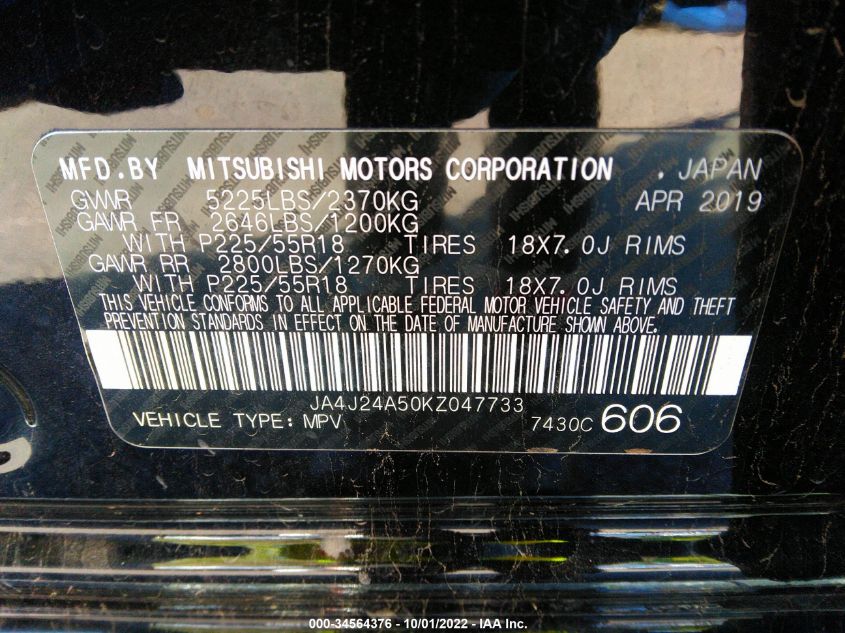 MFD.BY MITSUBISHI MOTORS CORPORATION . JAPAN
GVWR 5225LBS/2370KG APR 2019
GAWR FR 2646LBS/1200KG
WITH P225/55R18 TIRES 18X7.0J RIMS
GAWR RR 2800LBS/1270KG
WITH P225/55R18 TIRES 18X7.0J RIMS
THIS VEHICLE CONFORMS TO ALL APPLICABLE FEDERAL MOTOR VEHICLE SAFETY AND THEFT
PREVENTION STANDARDS IN EFFECT ON THE DATE OF MANUFACTURE SHOWN ABOVE.
JA4J24A50KZ047733
VEHICLE TYPE: MPV 7430C 606
000-34564376 - 10/01/2022 - IAA Inc.